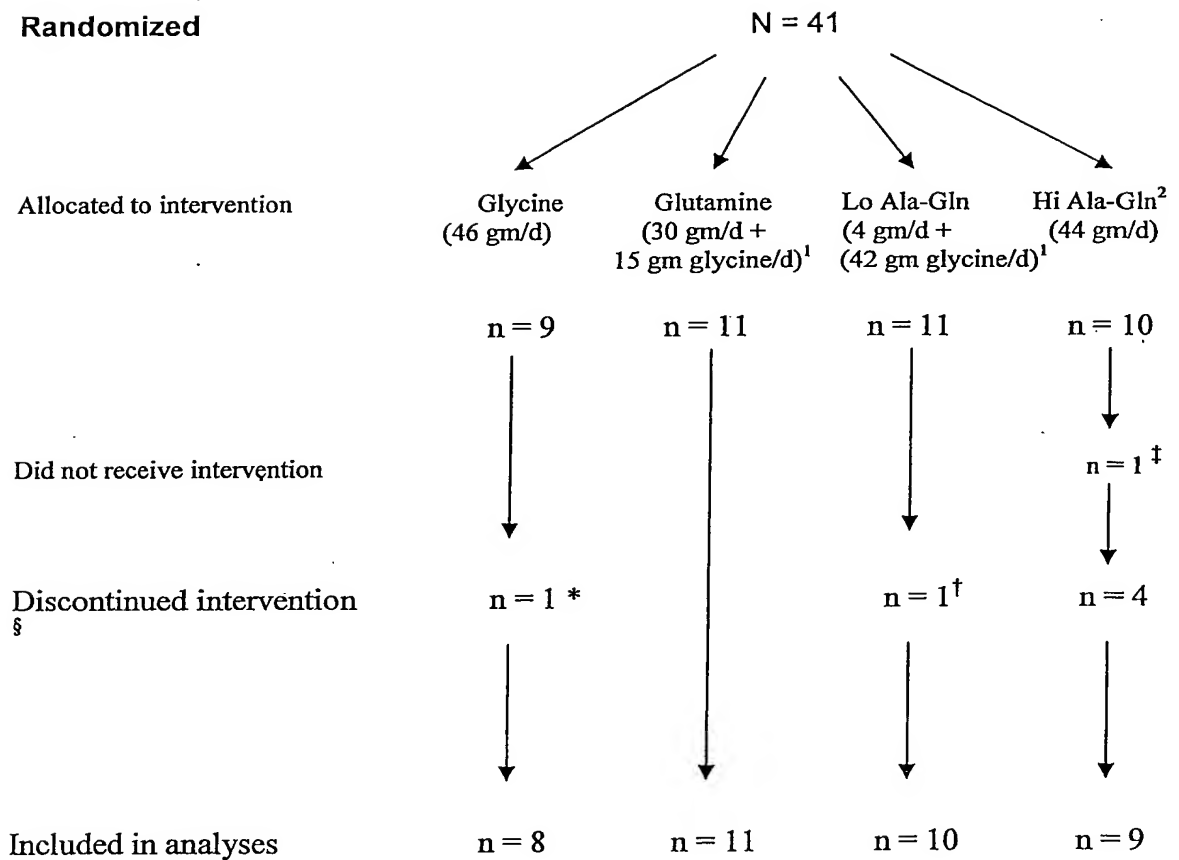 Randomized
N = 41
Allocated to intervention
Glycine
(46 gm/d)
Glutamine
(30 gm/d +
15 gm glycine/d)¹
Lo Ala-Gln
(4 gm/d +
(42 gm glycine/d)¹
Hi Ala-Gln²
(44 gm/d)
n = 9
n = 11
n = 11
n = 10
Did not receive intervention
n = 1 ‡
Discontinued intervention
§
n = 1 *
n = 1†
n = 4
Included in analyses
n = 8
n = 11
n = 10
n = 9